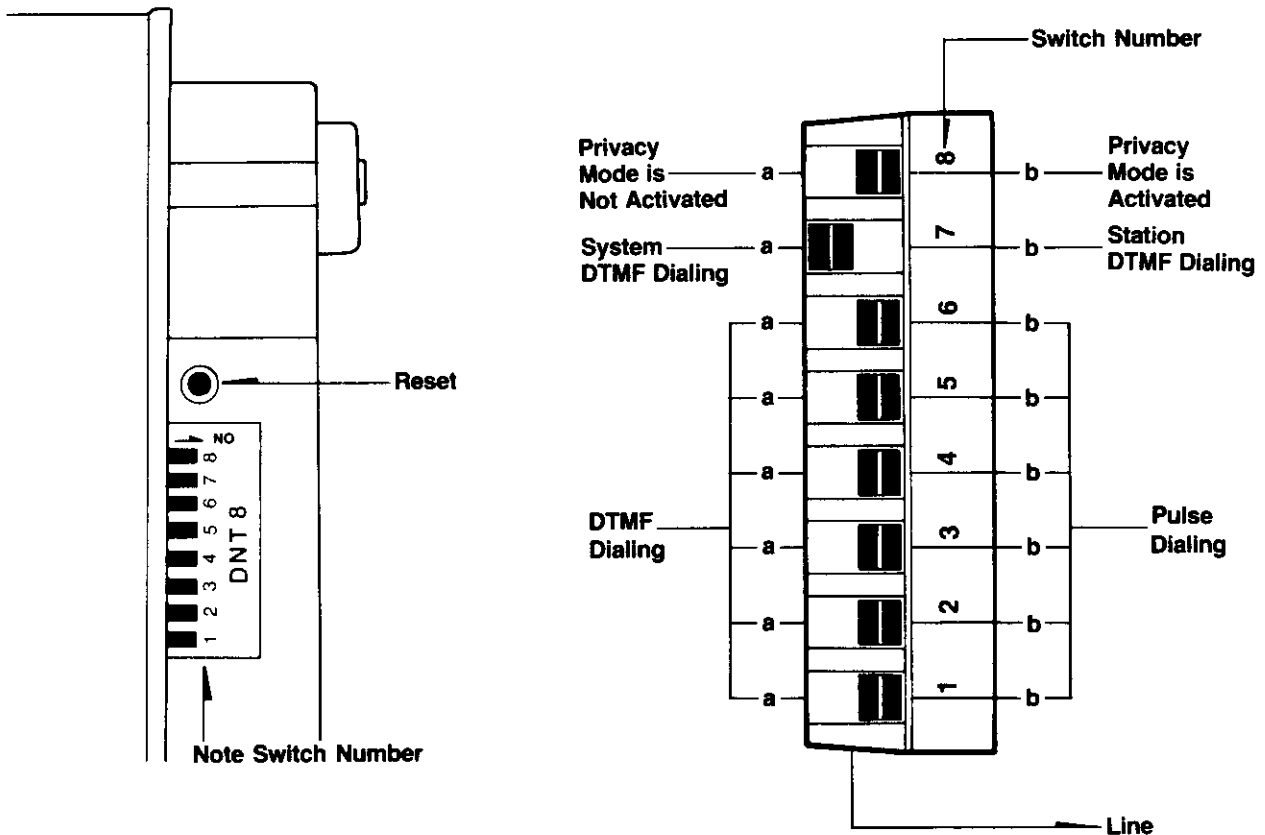 Reset
NO
8
7
6
5
4
3
2
1
DNT8
Note Switch Number
Switch Number
Privacy
Mode is
Not Activated
a
8
b
Privacy
Mode is
Activated
System
DTMF Dialing
a
7
b
Station
DTMF Dialing
a
6
b
a
5
b
a
4
b
DTMF
Dialing
a
3
b
Pulse
Dialing
a
2
b
a
1
b
Line